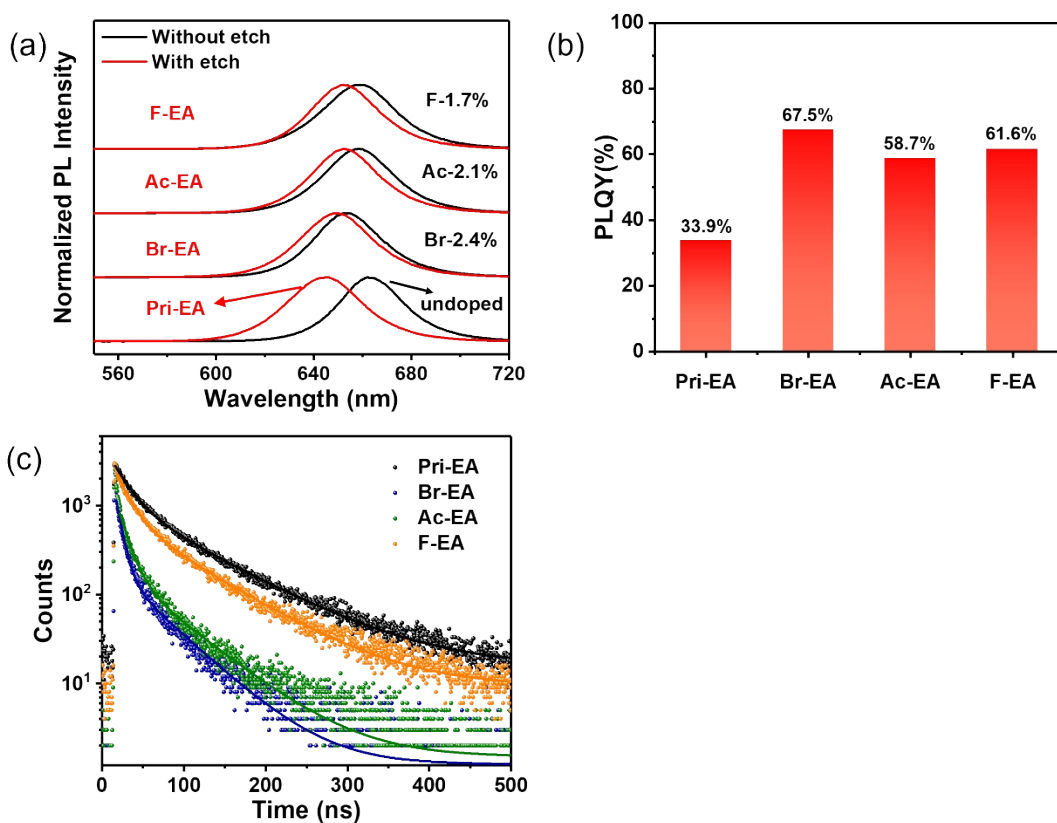 (a)
Without etch
With etch
F-EA
F-1.7%
Ac-EA
Ac-2.1%
Br-EA
Br-2.4%
Pri-EA
undoped
Normalized PL Intensity
560 600 640 680 720
Wavelength (nm)
(b)
100
80
60
40
20
0
PLQY(%)
33.9%
67.5%
58.7%
61.6%
Pri-EA Br-EA Ac-EA F-EA
(c)
Pri-EA
Br-EA
Ac-EA
F-EA
10³
10²
10¹
Counts
0 100 200 300 400 500
Time (ns)